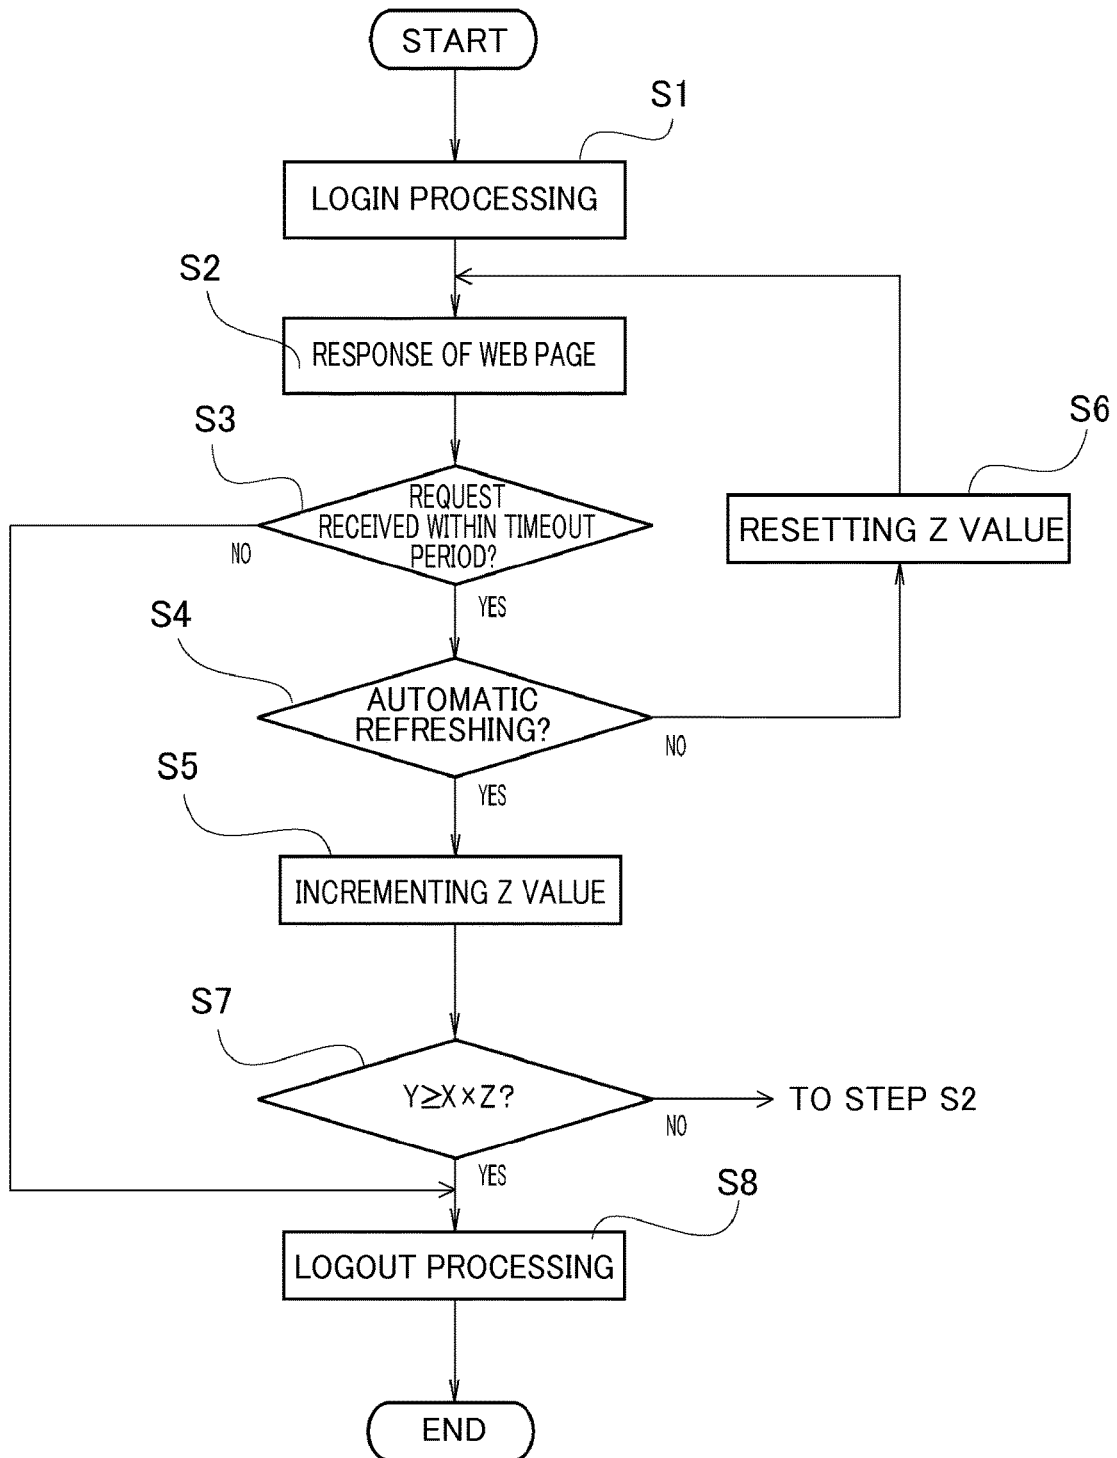 START
S1
LOGIN PROCESSING
S2
RESPONSE OF WEB PAGE
S3
REQUEST
RECEIVED WITHIN TIMEOUT
PERIOD?
NO
YES
S6
RESETTING Z VALUE
S4
AUTOMATIC
REFRESHING?
NO
YES
S5
INCREMENTING Z VALUE
S7
Y≥X×Z?
NO
TO STEP S2
YES
S8
LOGOUT PROCESSING
END